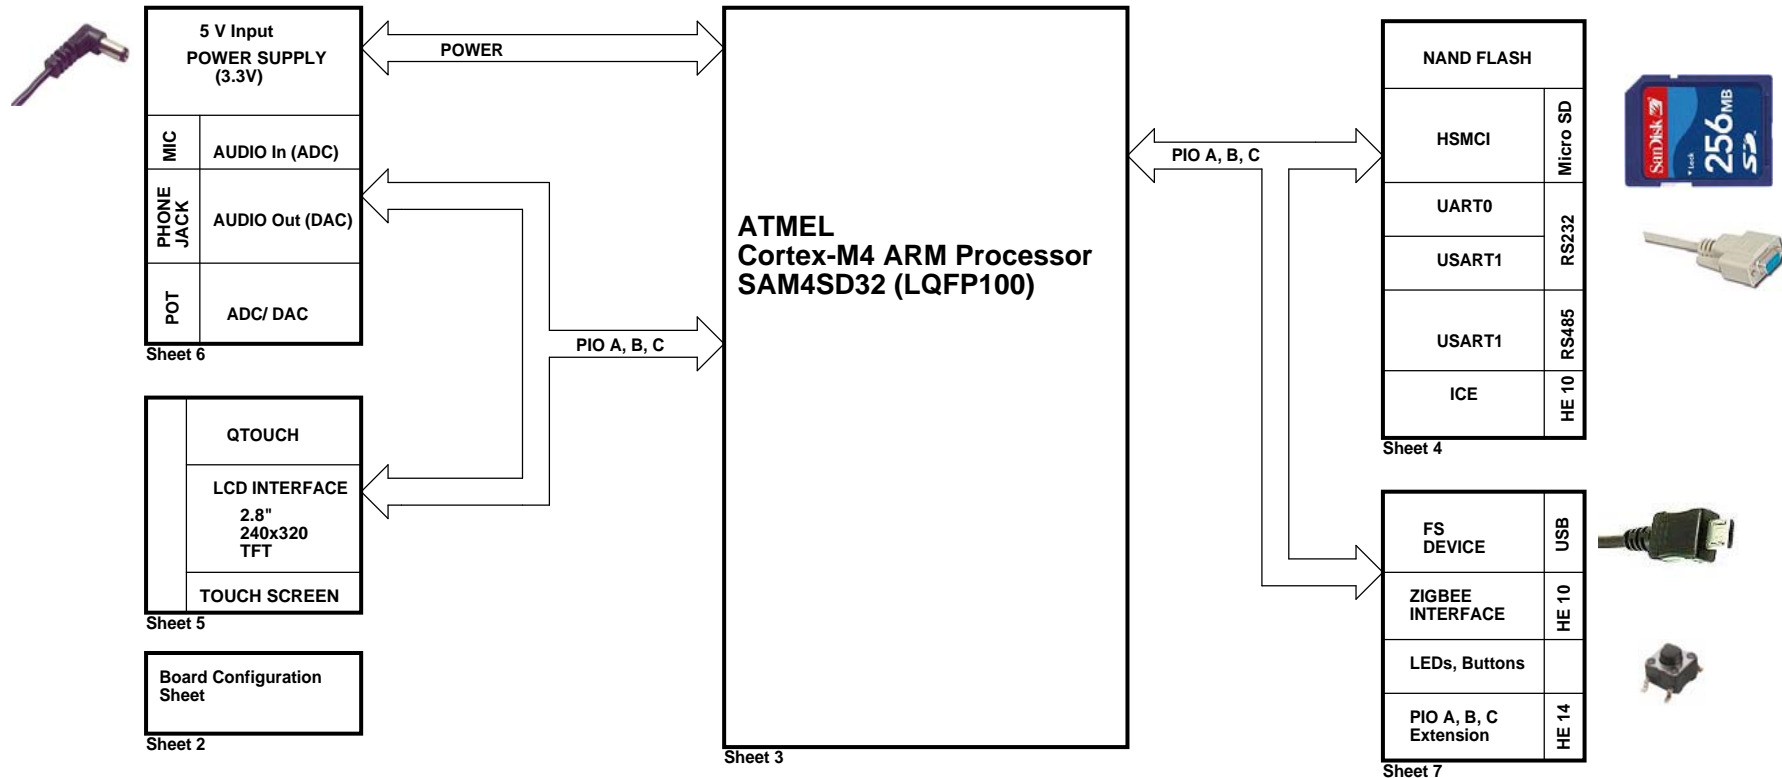 5 V Input
POWER SUPPLY
(3.3V)
MIC
AUDIO In (ADC)
PHONE
JACK
AUDIO Out (DAC)
POT
ADC/ DAC
Sheet 6
QTOUCH
LCD INTERFACE
2.8"
240x320
TFT
TOUCH SCREEN
Sheet 5
Board Configuration
Sheet
Sheet 2
POWER
PIO A, B, C
ATMEL
Cortex-M4 ARM Processor
SAM4SD32 (LQFP100)
Sheet 3
PIO A, B, C
NAND FLASH
HSMCI
Micro SD
UART0
USART1
RS232
USART1
RS485
ICE
HE 10
Sheet 4
FS
DEVICE
USB
ZIGBEE
INTERFACE
HE 10
LEDs, Buttons
PIO A, B, C
Extension
HE 14
Sheet 7
SanDisk
Lock
256MB
SD